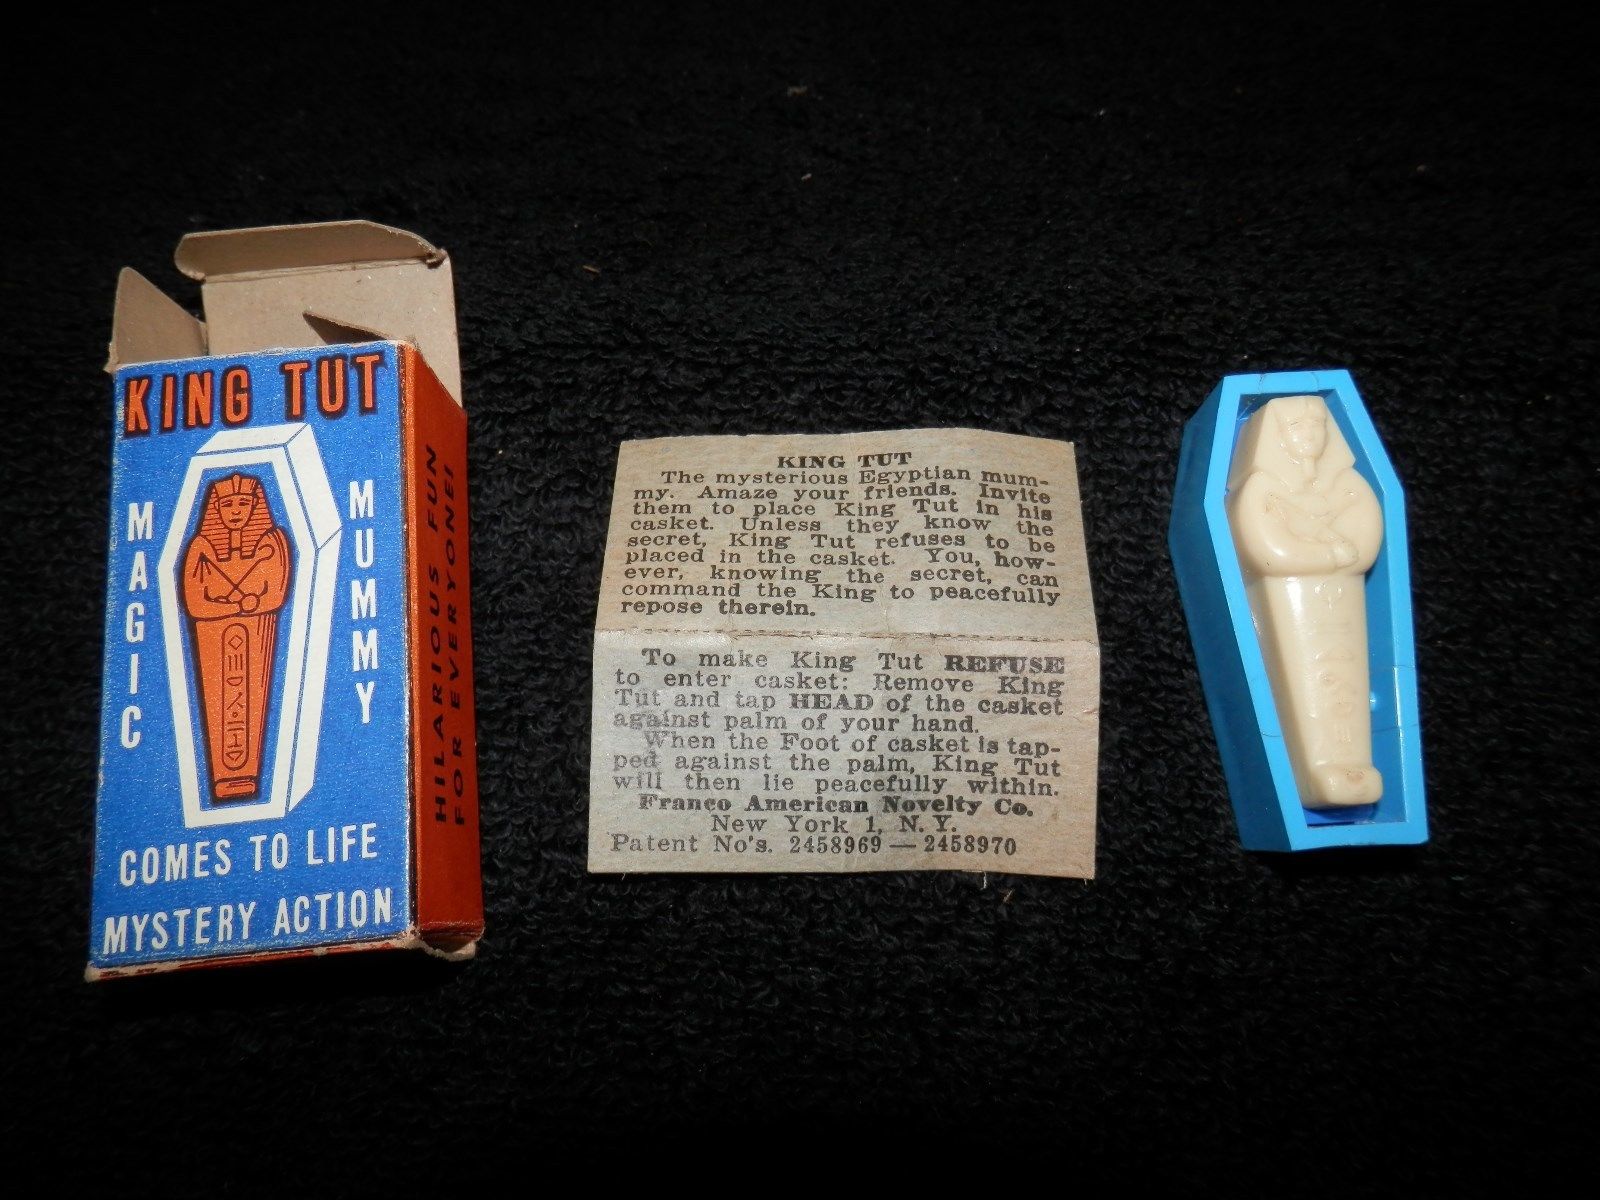 KING TUT
MAGIC
MUMMY
COMES TO LIFE
MYSTERY ACTION
HILARIOUS FUN
FOR EVERYONE!
KING TUT
The mysterious Egyptian mum-
my. Amaze your friends. Invite
them to place King Tut in his
casket. Unless they know the
secret, King Tut refuses to be
placed in the casket. You, how-
ever, knowing the secret, can
command the King to peacefully
repose therein.
To make King Tut REFUSE
to enter casket: Remove King
Tut and tap HEAD of the casket
against palm of your hand.
When the Foot of casket is tap-
ped against the palm, King Tut
will then lie peacefully within.
Franco American Novelty Co.
New York 1, N. Y.
Patent No's. 2458969 — 2458970